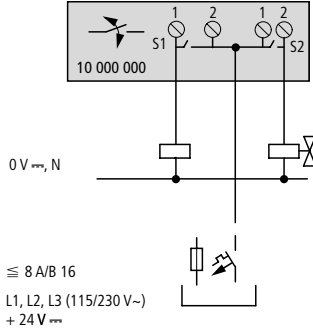 1 2 1 2
S1 S2
10 000 000
0 V ⎓, N
≦ 8 A/B 16
L1, L2, L3 (115/230 V~)
+ 24 V ⎓